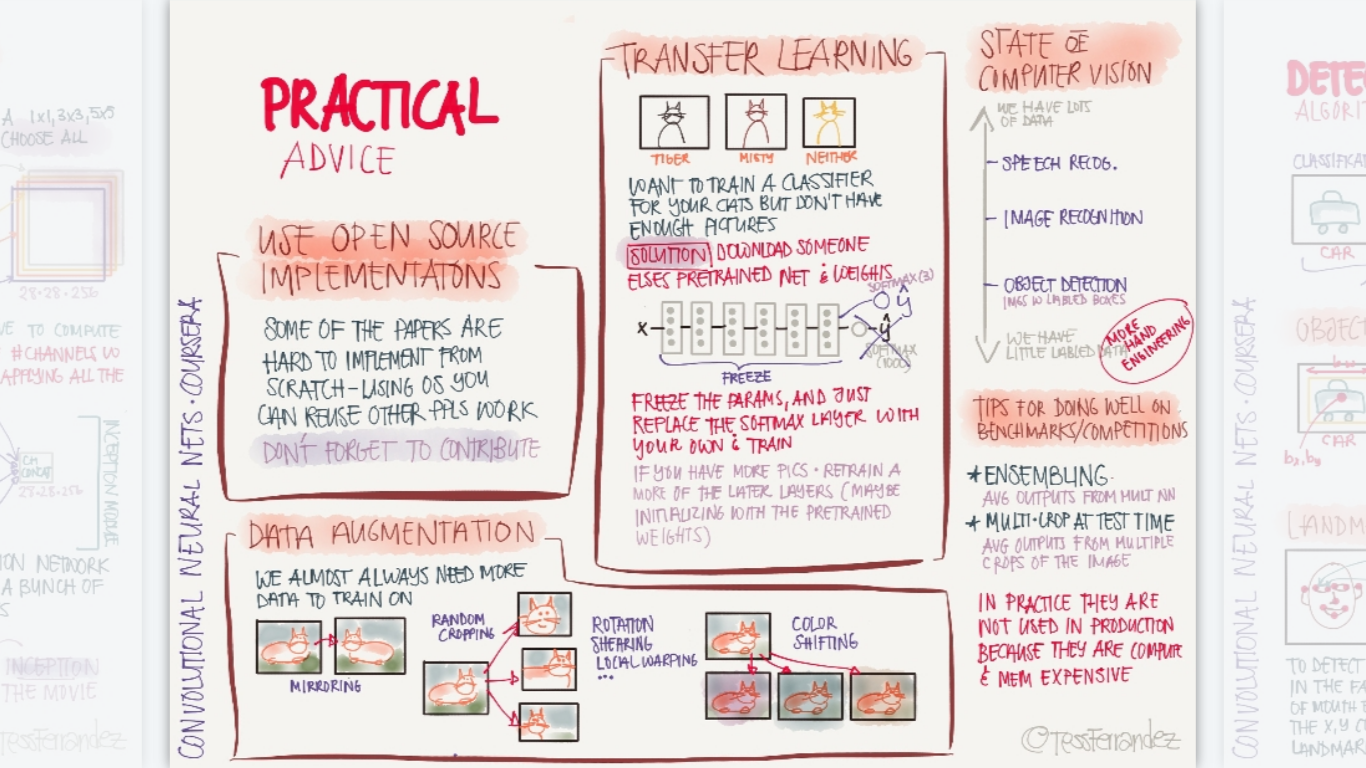 A 1x1, 3x3, 5x5
CHOOSE ALL
28·28·256
VE TO COMPUTE
#CHANNELS
APPLYING ALL THE
28·28·256
INCEPTION MODULE
ION NETWORK
A BUNCH OF
S
INCEPTION
THE MOVIE
TessFerrandez
CONVOLUTIONAL NEURAL NETS · COURSERA
PRACTICAL
ADVICE
USE OPEN SOURCE
IMPLEMENTATONS
SOME OF THE PAPERS ARE
HARD TO IMPLEMENT FROM
SCRATCH - USING OS YOU
CAN REUSE OTHER PPLS WORK
DON'T FORGET TO CONTRIBUTE
DATA AUGMENTATION
WE ALMOST ALWAYS NEED MORE
DATA TO TRAIN ON
MIRRORING
RANDOM
CROPPING
ROTATION
SHEARING
LOCAL WARPING
...
COLOR
SHIFTING
TRANSFER LEARNING
TIGER
MISTY
NEITHER
WANT TO TRAIN A CLASSIFIER
FOR YOUR CATS BUT DON'T HAVE
ENOUGH PICTURES
SOLUTION DOWNLOAD SOMEONE
ELSES PRETRAINED NET & WEIGHTS
SOFTMAX (3)
ŷ
X
ŷ
SOFTMAX
(1000)
FREEZE
FREEZE THE PARAMS, AND JUST
REPLACE THE SOFTMAX LAYER WITH
YOUR OWN & TRAIN
IF YOU HAVE MORE PICS · RETRAIN A
MORE OF THE LATER LAYERS (MAYBE
INITIALIZING WITH THE PRETRAINED
WEIGHTS)
STATE OF
COMPUTER VISION
WE HAVE LOTS
OF DATA
SPEECH RECOG.
IMAGE RECOGNITION
OBJECT DETECTION
IMGS W LABLED BOXES
WE HAVE
LITTLE LABLED DATA
MORE
HAND
ENGINEERING
TIPS FOR DOING WELL ON
BENCHMARKS/COMPETITIONS
* ENSEMBLING.
AVG OUTPUTS FROM MULT NN
* MULTI-CROP AT TEST TIME
AVG OUTPUTS FROM MULTIPLE
CROPS OF THE IMAGE
IN PRACTICE THEY ARE
NOT USED IN PRODUCTION
BECAUSE THEY ARE COMPUTE
& MEM EXPENSIVE
©TessFerrandez
CONVOLUTIONAL NEURAL NETS · COURSERA
DETEC
ALGORI
CLASSIFICA
CAR
OBJEC
bw
CAR
bx, by
LANDM
TO DETECT
IN THE FA
OF MOUTH
THE X,Y CO
LANDMAR